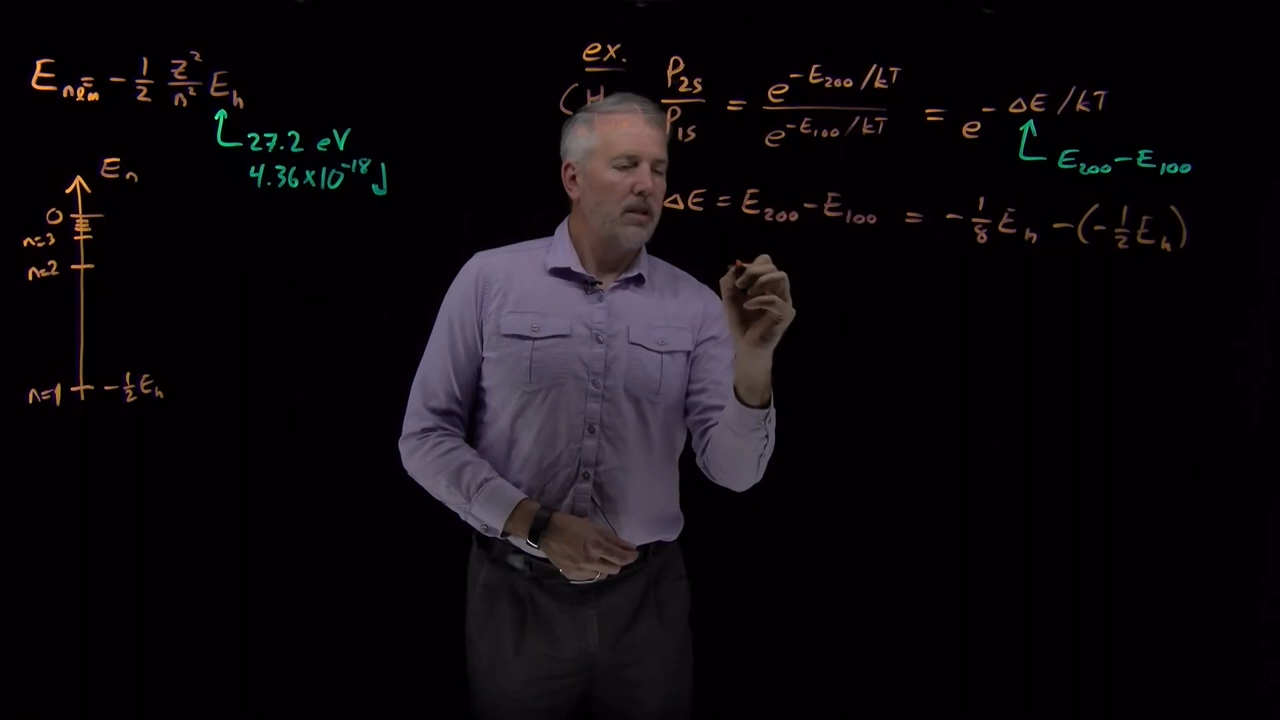 E_nlm = -1/2 Z²/n² E_h
27.2 eV
4.36×10⁻¹⁸ J
E_n
0
n=3
n=2
n=1 -1/2 E_h
ex.
(H
P_2s/P_1s = e^(-E_200/kT) / e^(-E_100/kT) = e^(-ΔE/kT)
E_200 - E_100
ΔE = E_200 - E_100 = -1/8 E_h - (-1/2 E_h)